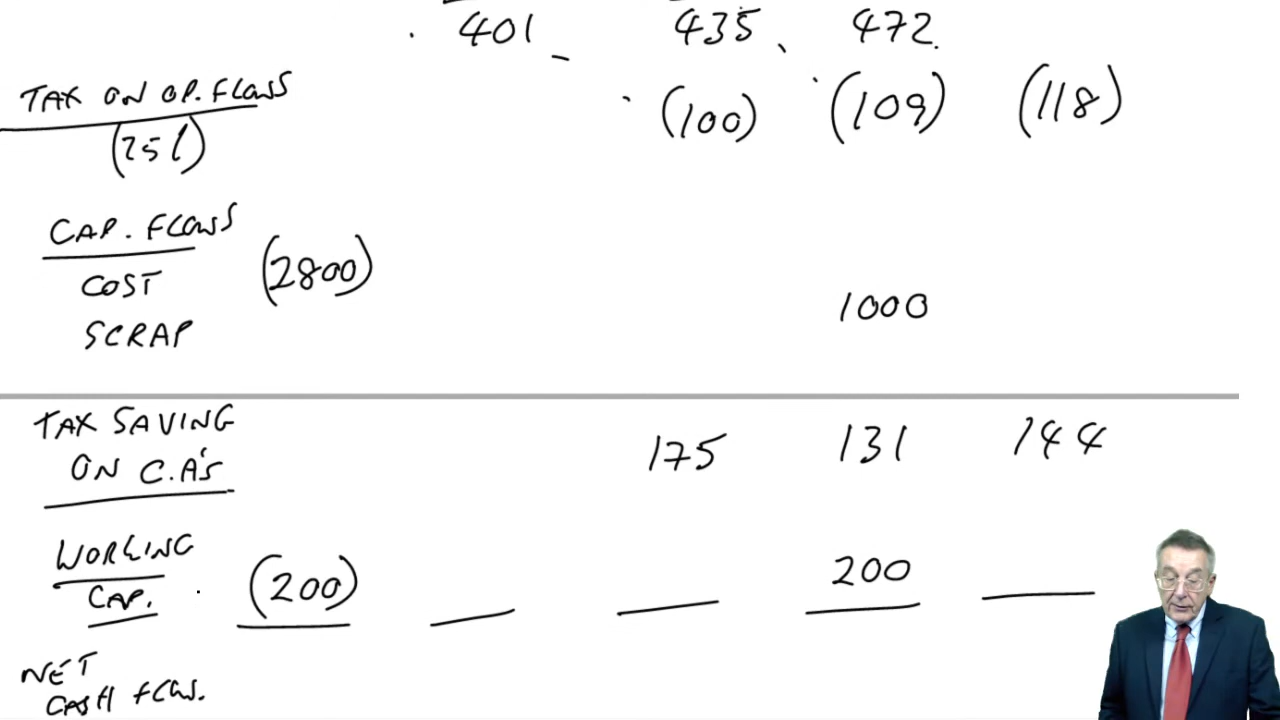 401 435 472
TAX ON OP. FLOWS (100) (109) (118)
(25%)
CAP. FLOWS
COST (2800)
SCRAP 1000
TAX SAVING
ON C.A'S 175 131 144
WORKING
CAP. (200) 200
NET
CASH FLOW.